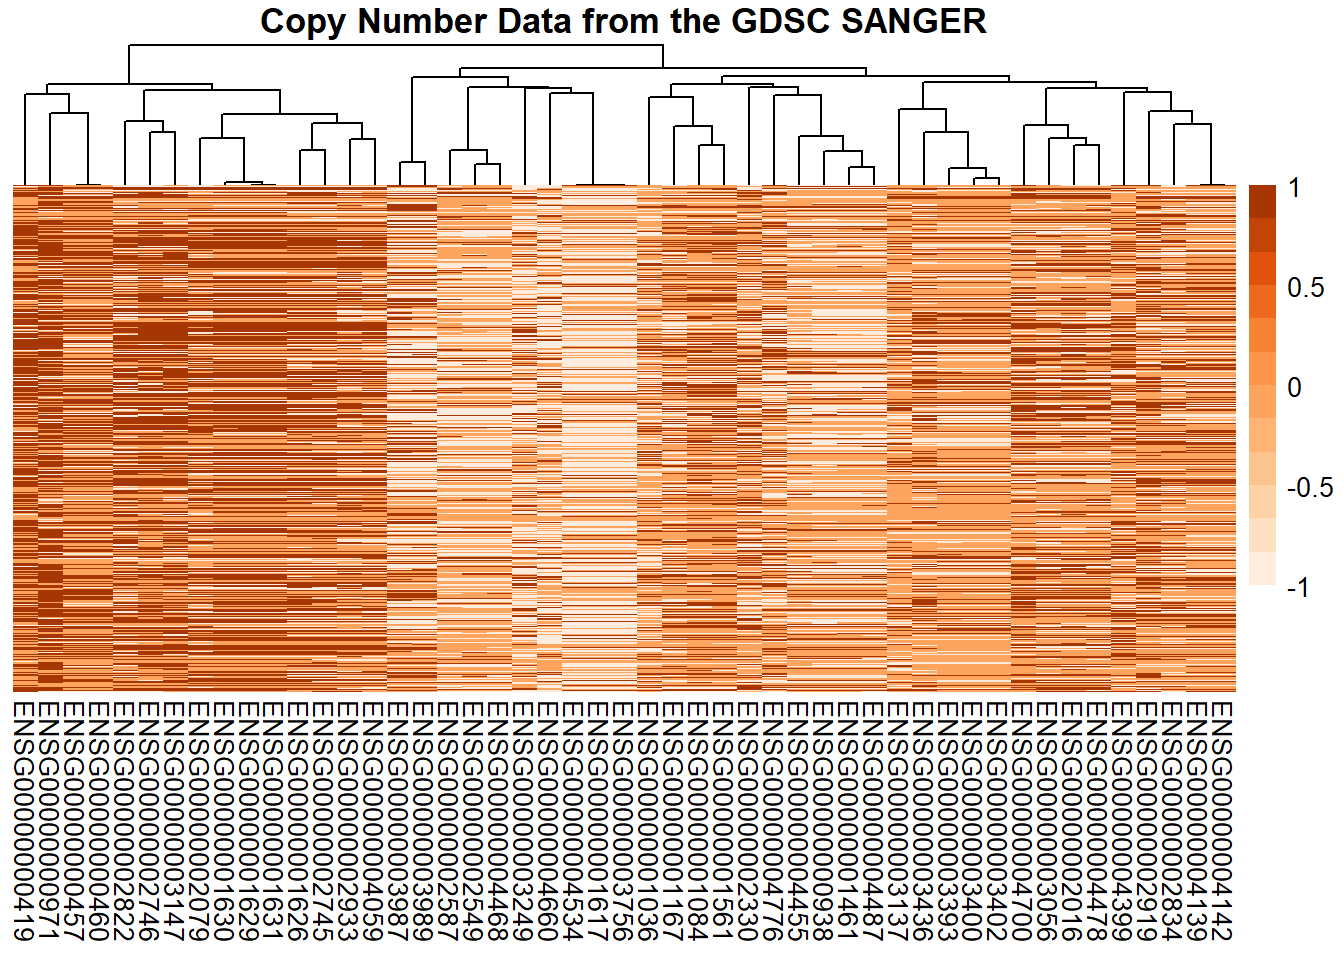 Copy Number Data from the GDSC SANGER
1
0.5
0
-0.5
-1
ENSG00000000419
ENSG00000000971
ENSG00000000457
ENSG00000000460
ENSG00000002822
ENSG00000002746
ENSG00000003147
ENSG00000002079
ENSG00000001630
ENSG00000001629
ENSG00000001631
ENSG00000001626
ENSG00000002745
ENSG00000002933
ENSG00000004059
ENSG00000003987
ENSG00000003989
ENSG00000002587
ENSG00000002549
ENSG00000004468
ENSG00000003249
ENSG00000004660
ENSG00000004534
ENSG00000001617
ENSG00000003756
ENSG00000001036
ENSG00000001167
ENSG00000001084
ENSG00000001561
ENSG00000002330
ENSG00000004776
ENSG00000004455
ENSG00000000938
ENSG00000001461
ENSG00000004487
ENSG00000003137
ENSG00000003436
ENSG00000003393
ENSG00000003400
ENSG00000003402
ENSG00000004700
ENSG00000003056
ENSG00000002016
ENSG00000004478
ENSG00000004399
ENSG00000002919
ENSG00000002834
ENSG00000004139
ENSG00000004142